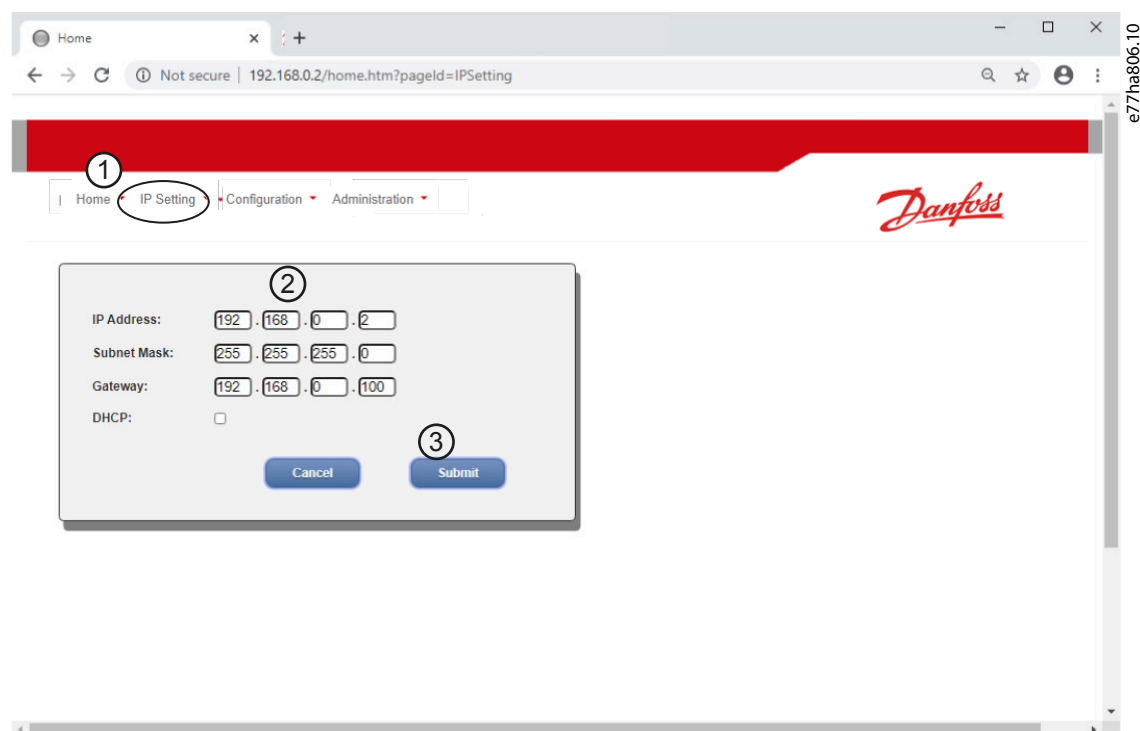 Home
Not secure | 192.168.0.2/home.htm?pageId=IPSetting
e77ha806.10
1
Home IP Setting Configuration Administration
Danfoss
2
IP Address: 192 . 168 . 0 . 2
Subnet Mask: 255 . 255 . 255 . 0
Gateway: 192 . 168 . 0 . 100
DHCP:
3
Cancel Submit